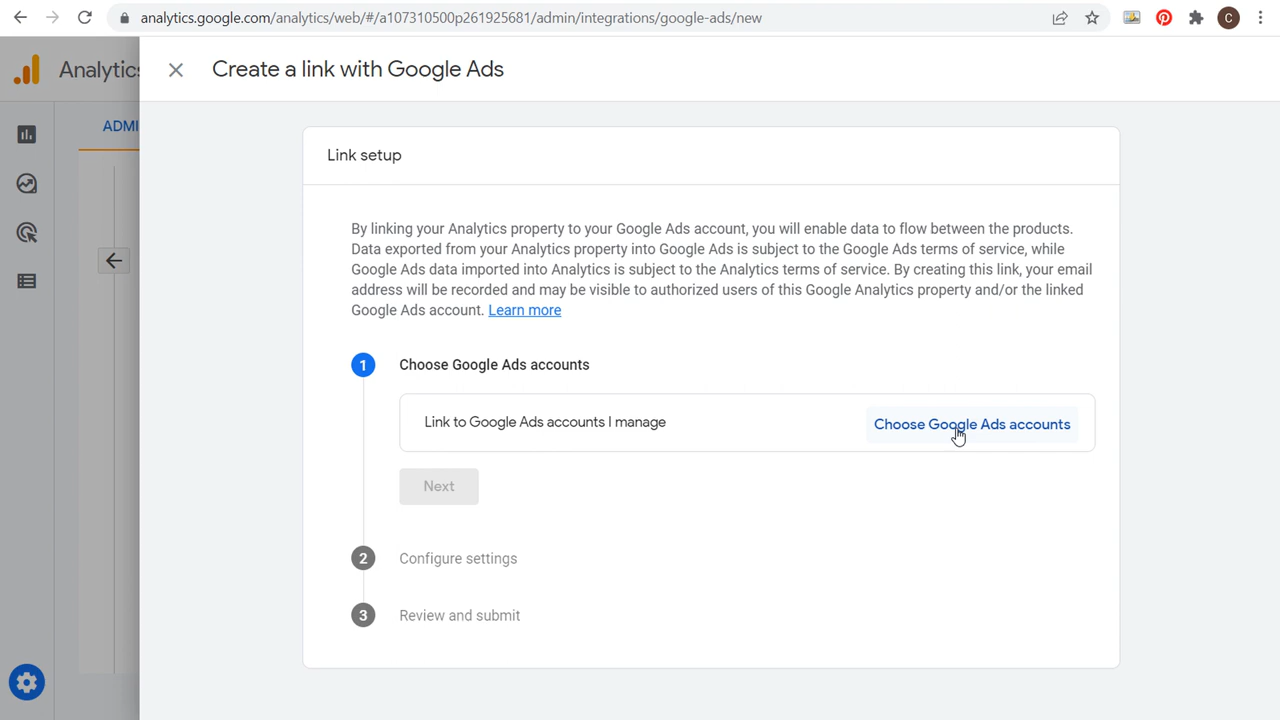 analytics.google.com/analytics/web/#/a107310500p261925681/admin/integrations/google-ads/new
C
Analytics
Create a link with Google Ads
ADMI
Link setup
By linking your Analytics property to your Google Ads account, you will enable data to flow between the products.
Data exported from your Analytics property into Google Ads is subject to the Google Ads terms of service, while
Google Ads data imported into Analytics is subject to the Analytics terms of service. By creating this link, your email
address will be recorded and may be visible to authorized users of this Google Analytics property and/or the linked
Google Ads account. Learn more
1 Choose Google Ads accounts
Link to Google Ads accounts I manage Choose Google Ads accounts
Next
2 Configure settings
3 Review and submit